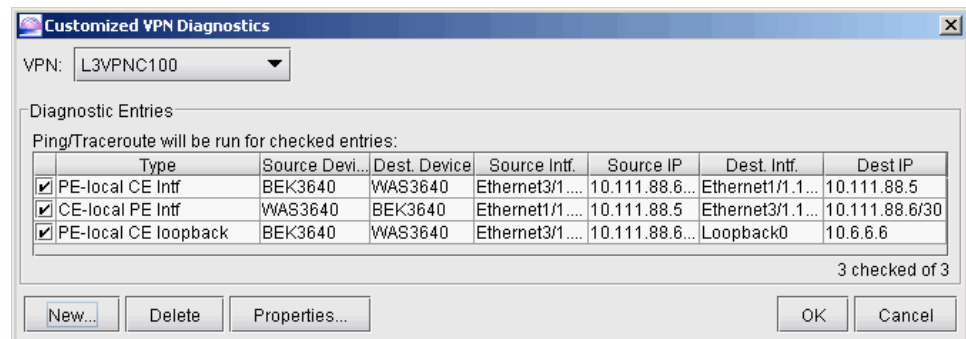 Customized VPN Diagnostics
VPN: L3VPNC100
Diagnostic Entries
Ping/Traceroute will be run for checked entries:
Type Source Devi... Dest. Device Source Intf. Source IP Dest. Intf. Dest IP
PE-local CE Intf BEK3640 WAS3640 Ethernet3/1.... 10.111.88.6... Ethernet1/1.1... 10.111.88.5
CE-local PE Intf WAS3640 BEK3640 Ethernet1/1.... 10.111.88.5 Ethernet3/1.1... 10.111.88.6/30
PE-local CE loopback BEK3640 WAS3640 Ethernet3/1.... 10.111.88.6... Loopback0 10.6.6.6
3 checked of 3
New... Delete Properties... OK Cancel